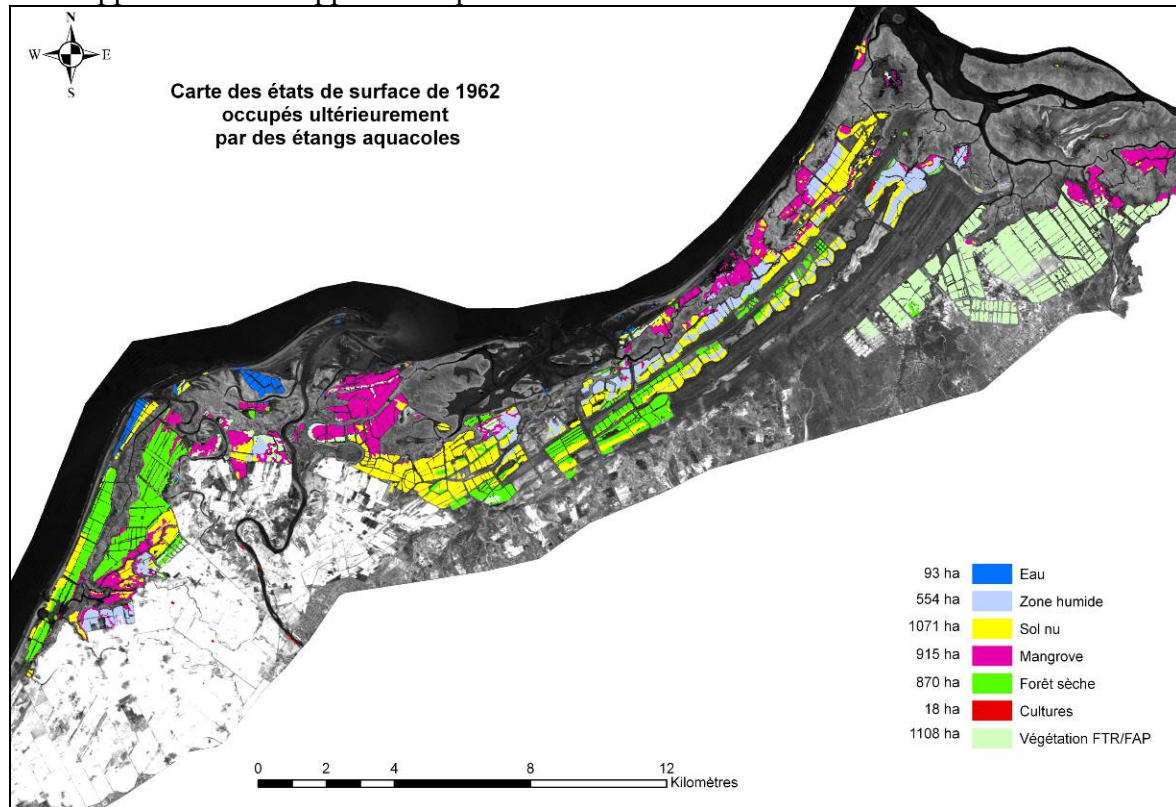 N
W E
S
Carte des états de surface de 1962
occupés ultérieurement
par des étangs aquacoles
93 ha Eau
554 ha Zone humide
1071 ha Sol nu
915 ha Mangrove
870 ha Forêt sèche
18 ha Cultures
1108 ha Végétation FTR/FAP
0 2 4 8 12
Kilomètres